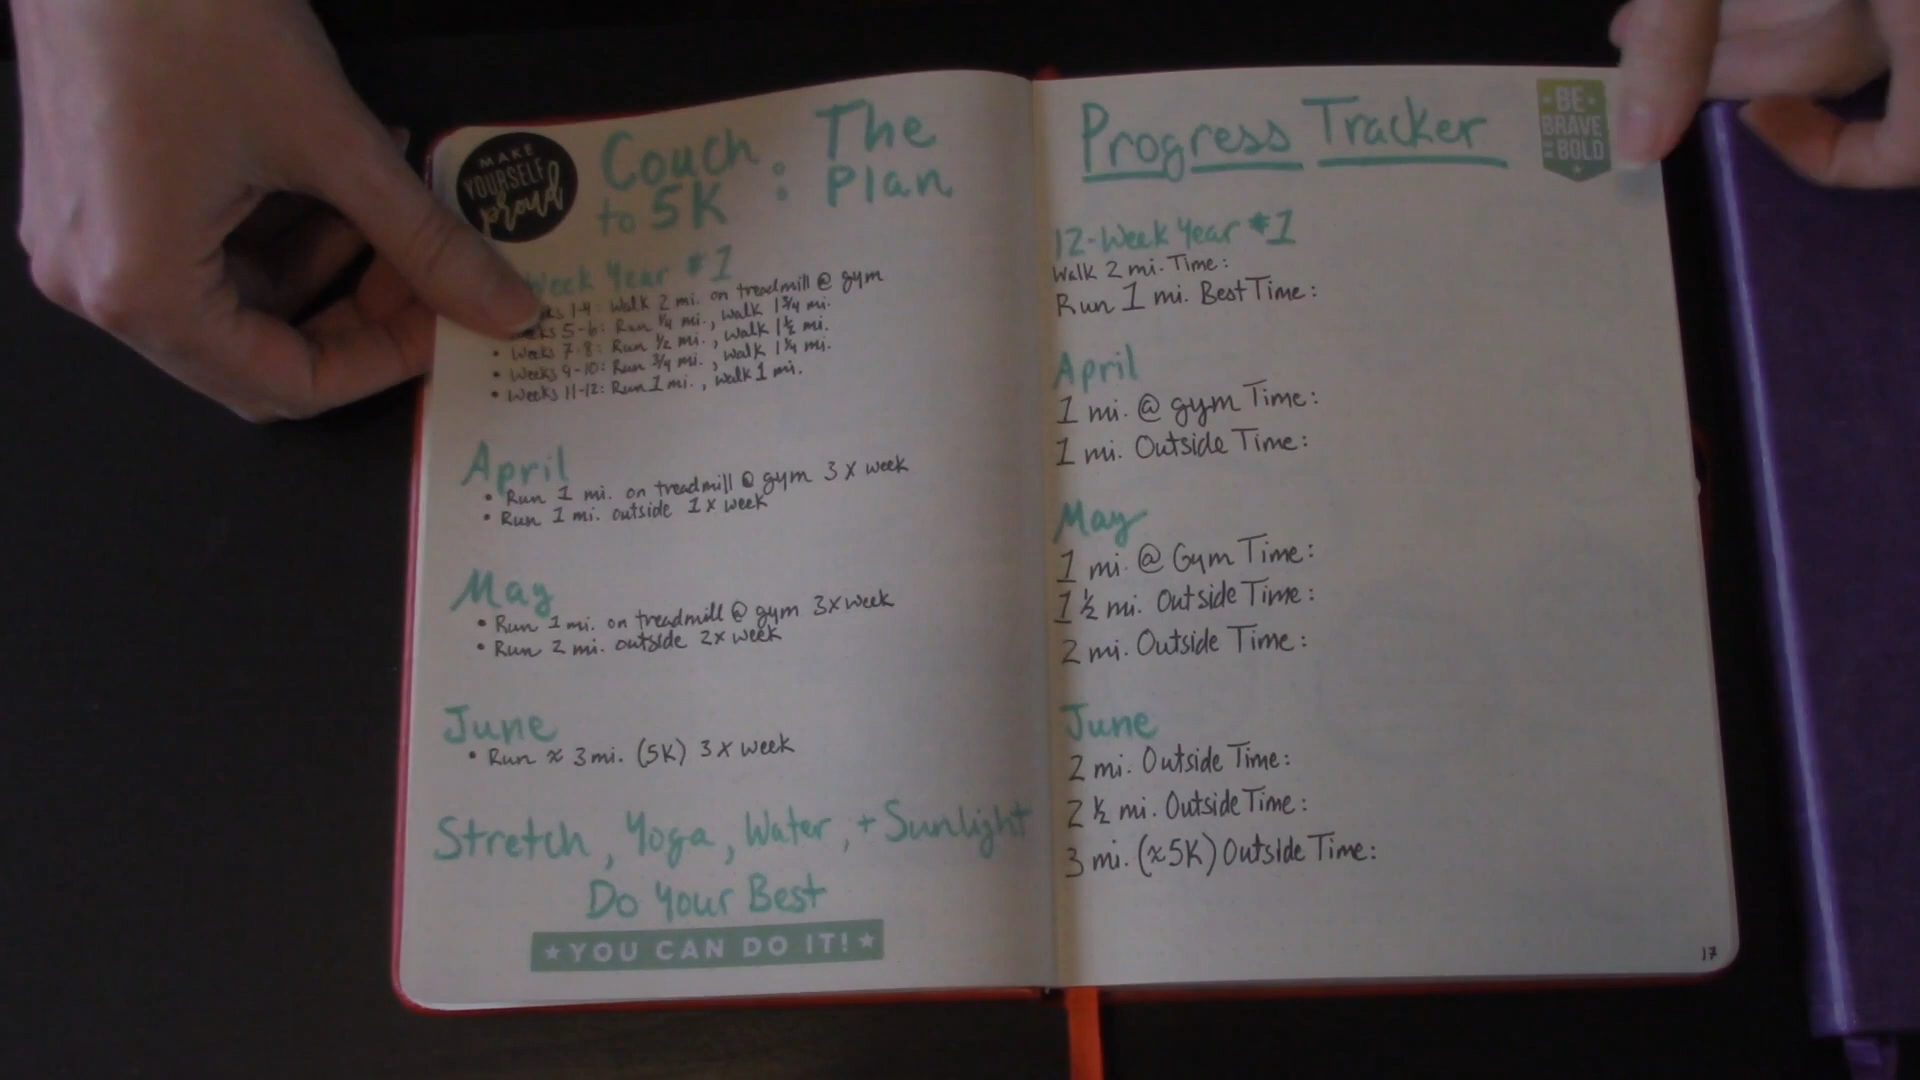 MAKE
YOURSELF
proud
Couch
to 5K
:
The
Plan
Week Year #1
1-4: Walk 2 mi. on treadmill @ gym
5-6: Run 1/4 mi., Walk 1 3/4 mi.
• Weeks 7-8: Run 1/2 mi., Walk 1 1/2 mi.
• Weeks 9-10: Run 3/4 mi., Walk 1 1/4 mi.
• Weeks 11-12: Run 1 mi., Walk 1 mi.
April
• Run 1 mi. on treadmill @ gym 3 x week
• Run 1 mi. outside 1 x week
May
• Run 1 mi. on treadmill @ gym 3x week
• Run 2 mi. outside 2x week
June
• Run ≈ 3 mi. (5K) 3 x week
Stretch, Yoga, Water, + Sunlight
Do Your Best
★ YOU CAN DO IT! ★
Progress Tracker
BE
BRAVE
BOLD
12-Week Year #1
Walk 2 mi. Time:
Run 1 mi. Best Time:
April
1 mi. @ gym Time:
1 mi. Outside Time:
May
1 mi. @ Gym Time:
1 1/2 mi. Outside Time:
2 mi. Outside Time:
June
2 mi. Outside Time:
2 1/2 mi. Outside Time:
3 mi. (≈5K) Outside Time:
17